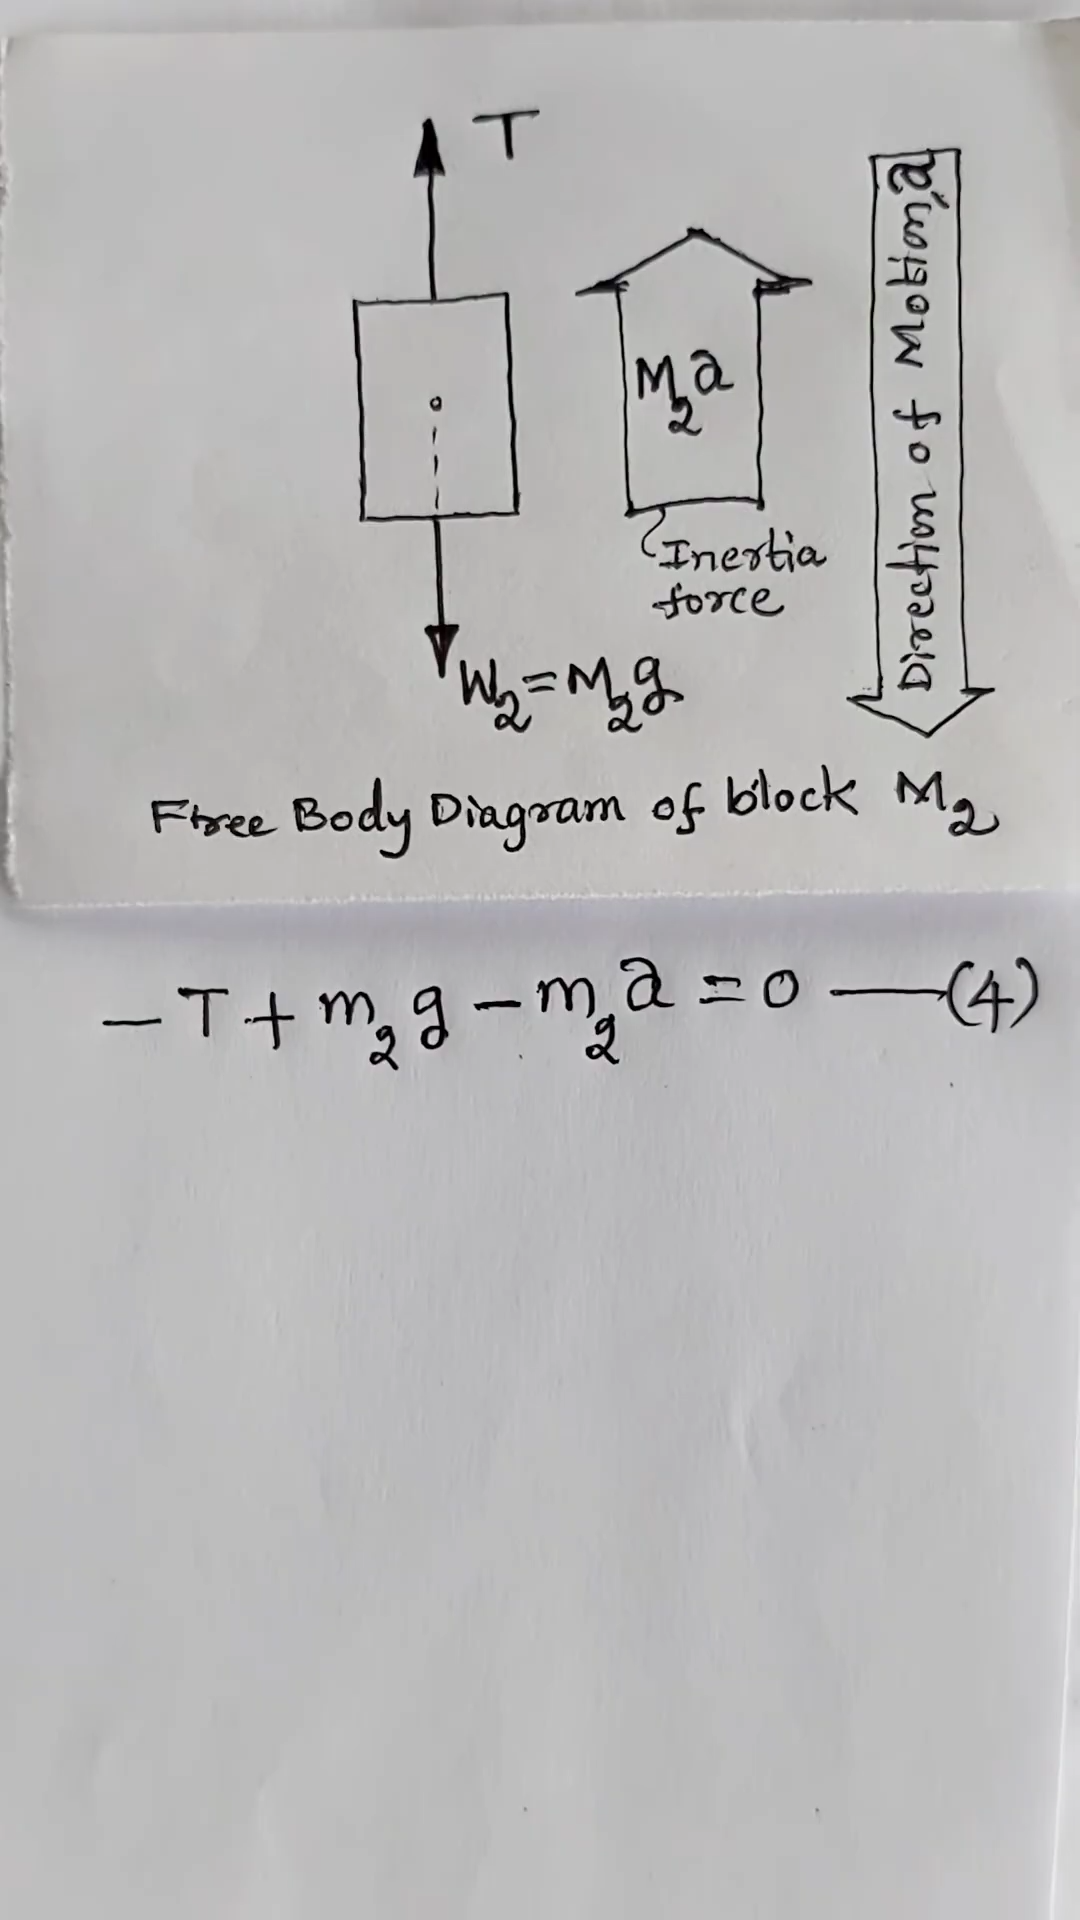 T
M₂a
Inertia
force
Direction of Motion, a
W₂=M₂g
Free Body Diagram of block M₂
-T+m₂g-m₂a=0 —(4)